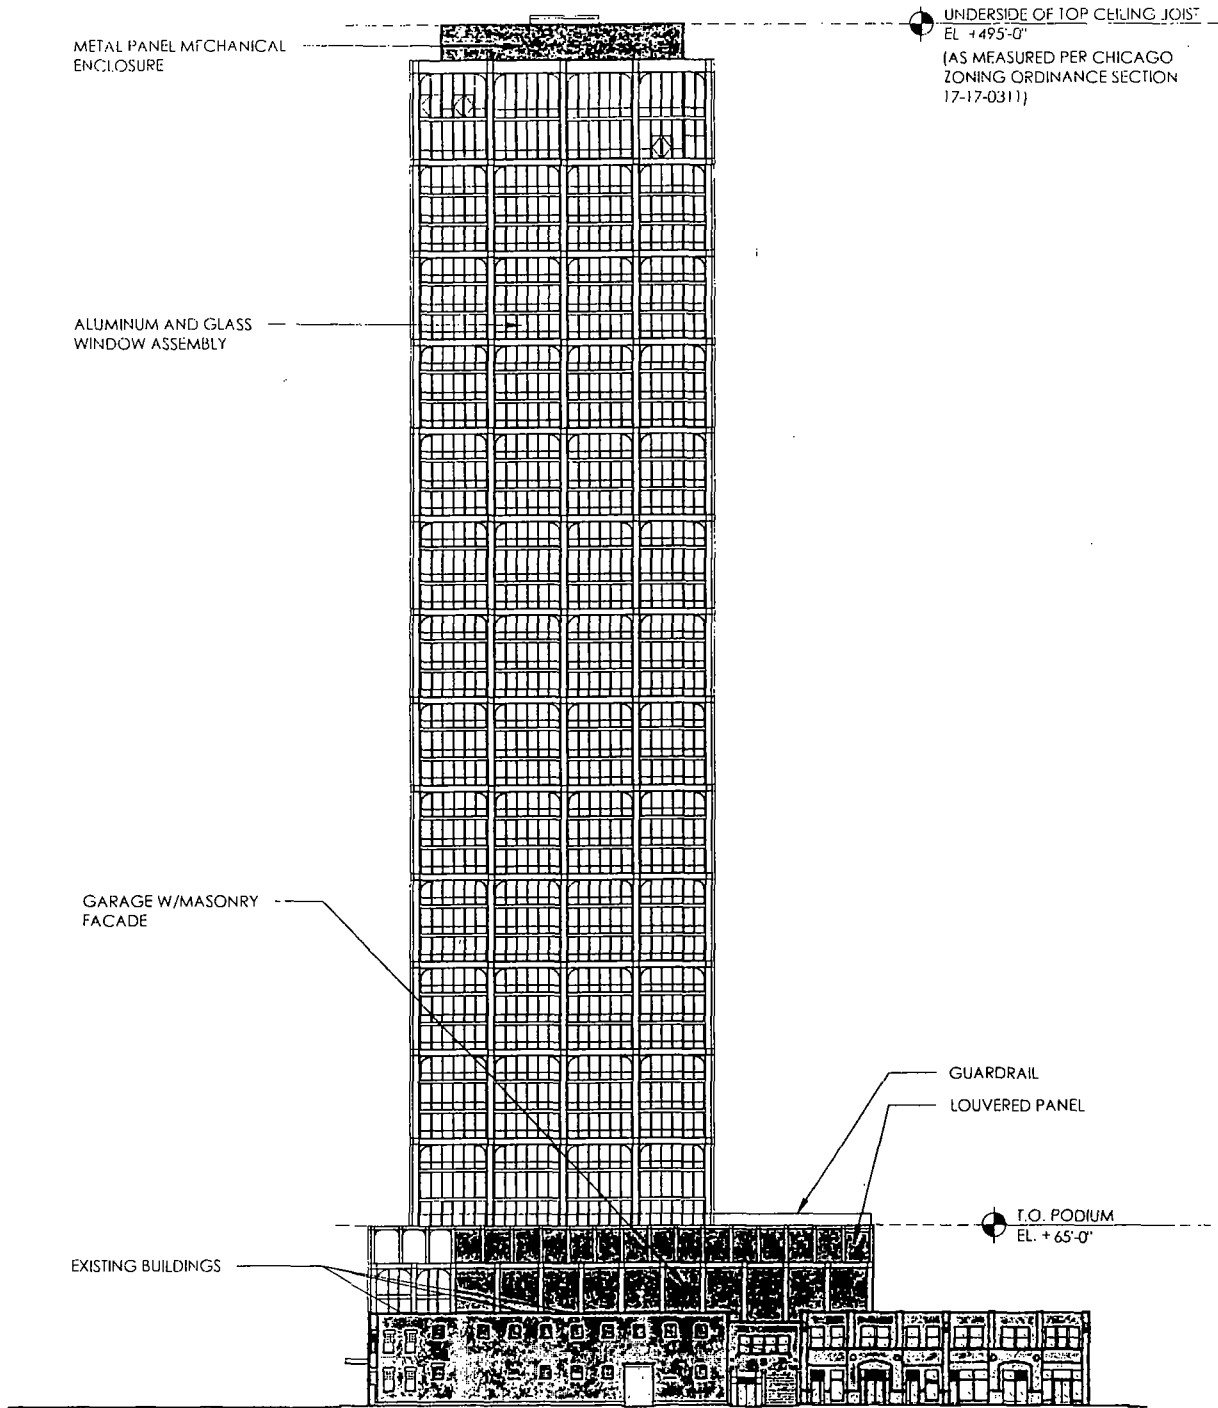 UNDERSIDE OF TOP CEILING JOIST
EL +495'-0"
(AS MEASURED PER CHICAGO
ZONING ORDINANCE SECTION
17-17-0311)
METAL PANEL MECHANICAL
ENCLOSURE
ALUMINUM AND GLASS
WINDOW ASSEMBLY
GARAGE W/MASONRY
FACADE
GUARDRAIL
LOUVERED PANEL
T.O. PODIUM
EL. +65'-0"
EXISTING BUILDINGS